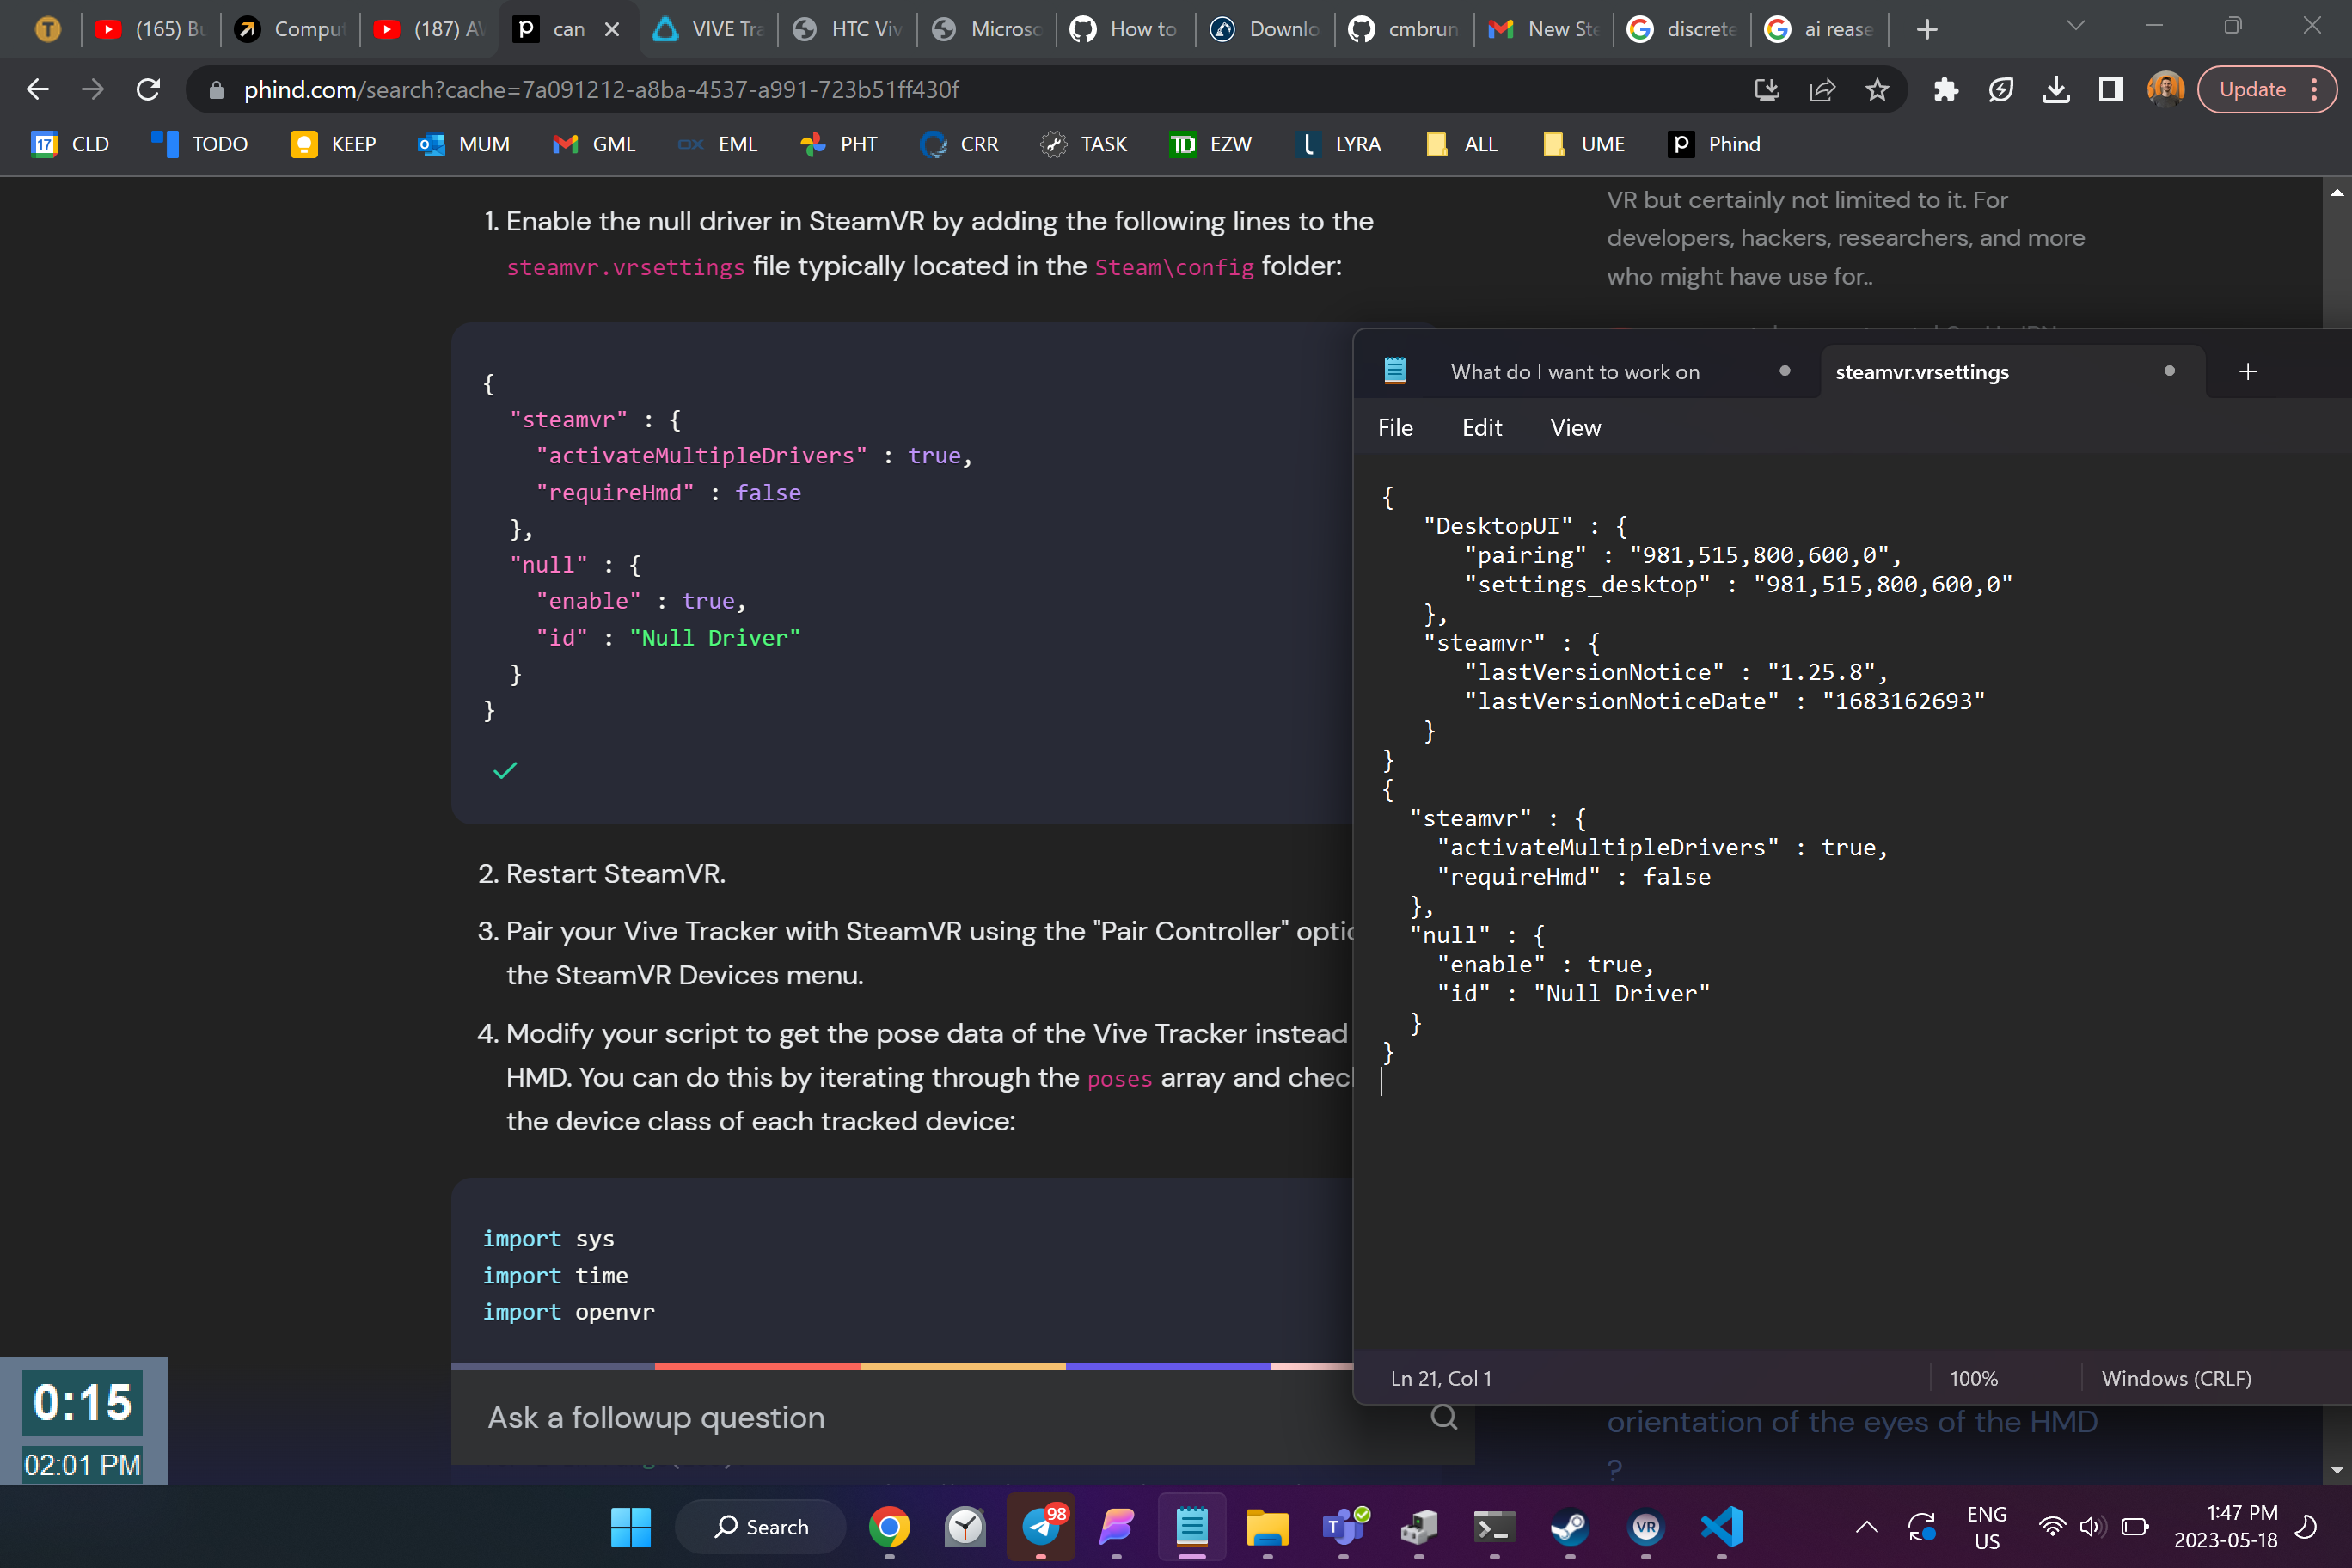 T
(165) Bu
Comput
(187) AV
can
VIVE Tra
HTC Viv
Microso
How to
Downlo
cmbrun
New Ste
discrete
ai rease
phind.com/search?cache=7a091212-a8ba-4537-a991-723b51ff430f
Update
17 CLD
TODO
KEEP
MUM
GML
EML
PHT
CRR
TASK
TD EZW
LYRA
ALL
UME
Phind
1. Enable the null driver in SteamVR by adding the following lines to the
steamvr.vrsettings file typically located in the Steam\config folder:
{
"steamvr" : {
"activateMultipleDrivers" : true,
"requireHmd" : false
},
"null" : {
"enable" : true,
"id" : "Null Driver"
}
}
2. Restart SteamVR.
3. Pair your Vive Tracker with SteamVR using the "Pair Controller" optic
the SteamVR Devices menu.
4. Modify your script to get the pose data of the Vive Tracker instead
HMD. You can do this by iterating through the poses array and chec
the device class of each tracked device:
import sys
import time
import openvr
Ask a followup question
VR but certainly not limited to it. For
developers, hackers, researchers, and more
who might have use for..
What do I want to work on
steamvr.vrsettings
File Edit View
{
"DesktopUI" : {
"pairing" : "981,515,800,600,0",
"settings_desktop" : "981,515,800,600,0"
},
"steamvr" : {
"lastVersionNotice" : "1.25.8",
"lastVersionNoticeDate" : "1683162693"
}
}
{
"steamvr" : {
"activateMultipleDrivers" : true,
"requireHmd" : false
},
"null" : {
"enable" : true,
"id" : "Null Driver"
}
}
Ln 21, Col 1
100%
Windows (CRLF)
orientation of the eyes of the HMD
?
0:15
02:01 PM
Search
98
VR
ENG
US
1:47 PM
2023-05-18